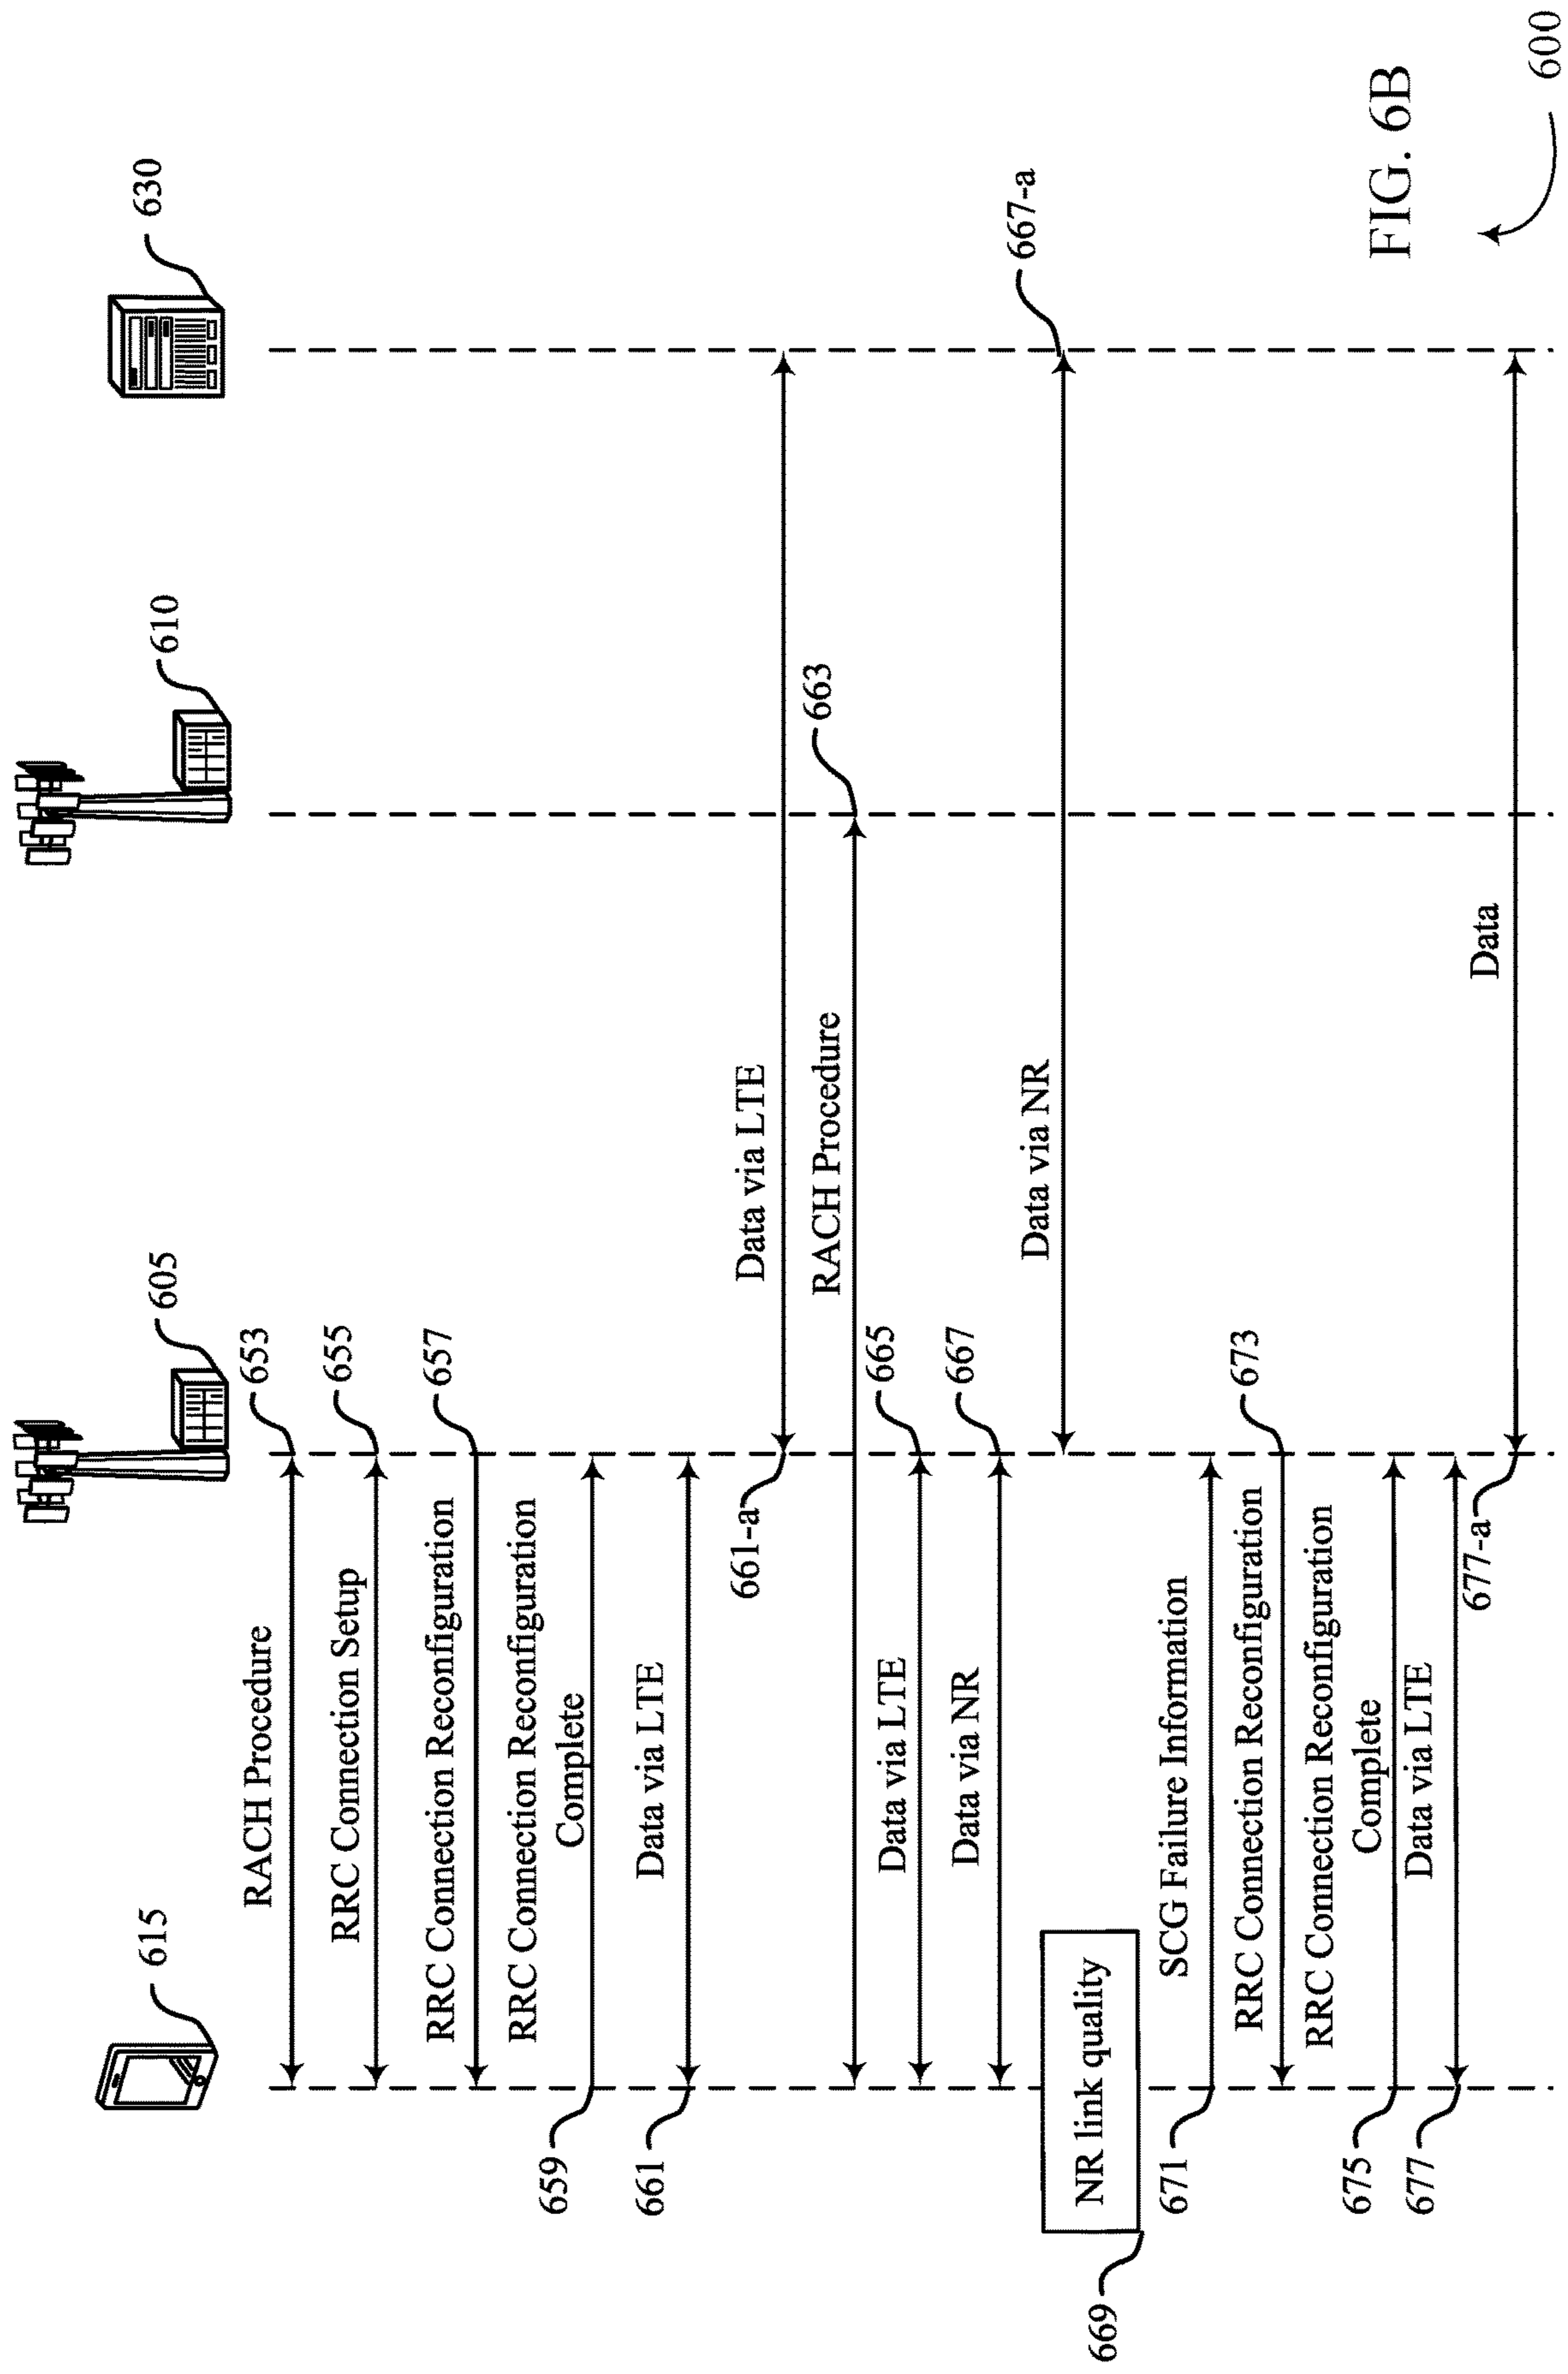 615
605
610
630
RACH Procedure
653
RRC Connection Setup
655
RRC Connection Reconfiguration
657
RRC Connection Reconfiguration
Complete
659
Data via LTE
661
Data via LTE
661-a
RACH Procedure
663
Data via LTE
665
Data via NR
667
Data via NR
667-a
NR link quality
669
SCG Failure Information
671
RRC Connection Reconfiguration
673
RRC Connection Reconfiguration
Complete
675
Data via LTE
677
Data
677-a
FIG. 6B
600